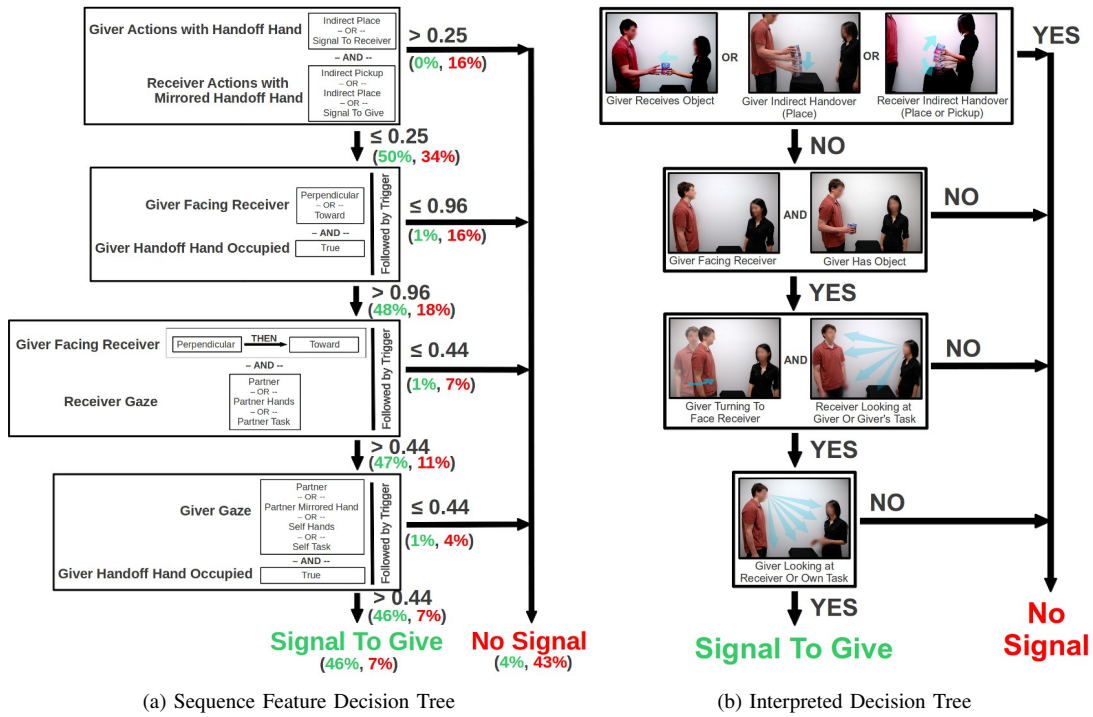 Giver Actions with Handoff Hand
Indirect Place
– OR --
Signal To Receiver
– AND --
Receiver Actions with
Mirrored Handoff Hand
Indirect Pickup
– OR --
Indirect Place
– OR --
Signal To Give
> 0.25
(0%, 16%)
≤ 0.25
(50%, 34%)
Giver Facing Receiver
Perpendicular
– OR --
Toward
– AND --
Giver Handoff Hand Occupied
True
Followed by Trigger
≤ 0.96
(1%, 16%)
> 0.96
(48%, 18%)
Giver Facing Receiver
Perpendicular
THEN
Toward
– AND --
Receiver Gaze
Partner
– OR --
Partner Hands
– OR --
Partner Task
Followed by Trigger
≤ 0.44
(1%, 7%)
> 0.44
(47%, 11%)
Giver Gaze
Partner
– OR --
Partner Mirrored Hand
– OR --
Self Hands
– OR --
Self Task
– AND --
Giver Handoff Hand Occupied
True
Followed by Trigger
≤ 0.44
(1%, 4%)
> 0.44
(46%, 7%)
Signal To Give
(46%, 7%)
No Signal
(4%, 43%)
(a) Sequence Feature Decision Tree
Giver Receives Object
OR
Giver Indirect Handover
(Place)
OR
Receiver Indirect Handover
(Place or Pickup)
YES
NO
Giver Facing Receiver
AND
Giver Has Object
NO
YES
Giver Turning To
Face Receiver
AND
Receiver Looking at
Giver Or Giver's Task
NO
YES
Giver Looking at
Receiver Or Own Task
NO
YES
Signal To Give
No
Signal
(b) Interpreted Decision Tree